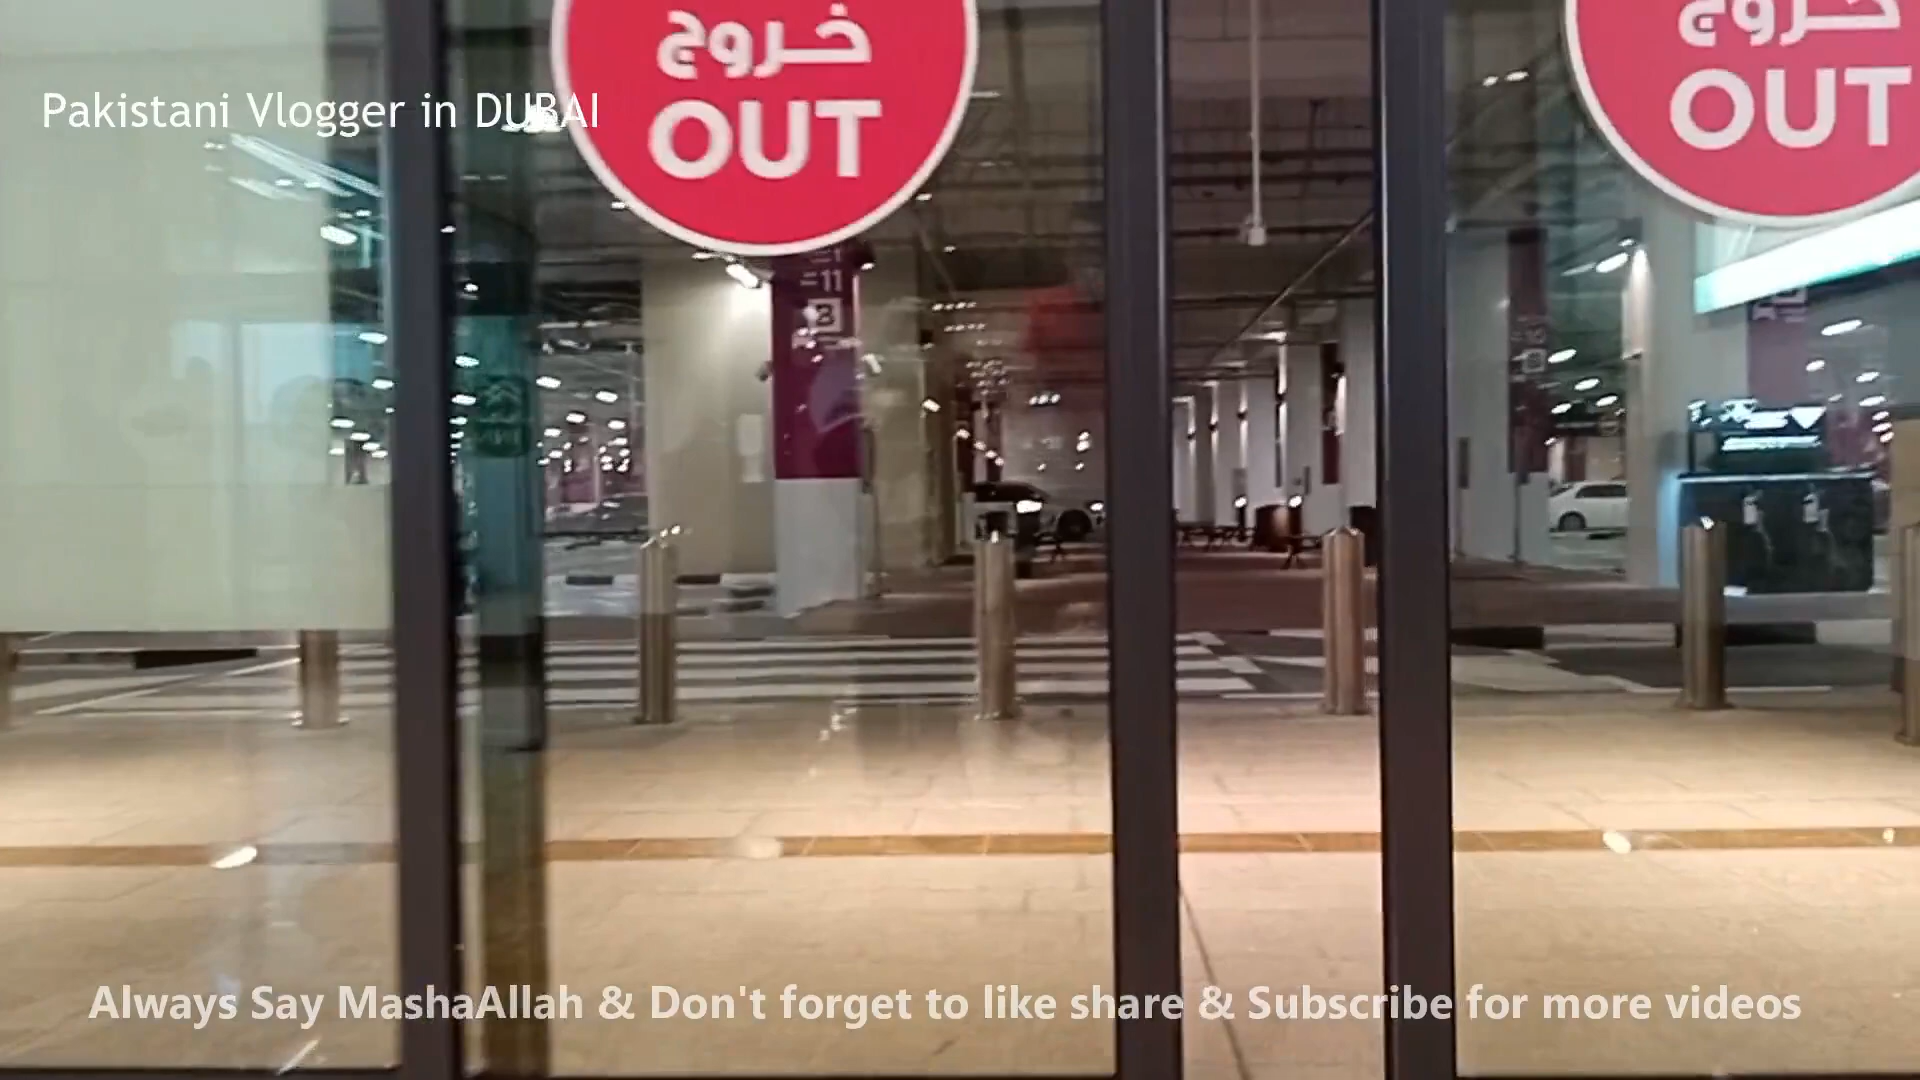 خروج
OUT
خروج
OUT
Pakistani Vlogger in DUBAI
11
B
Always Say MashaAllah & Don't forget to like share & Subscribe for more videos